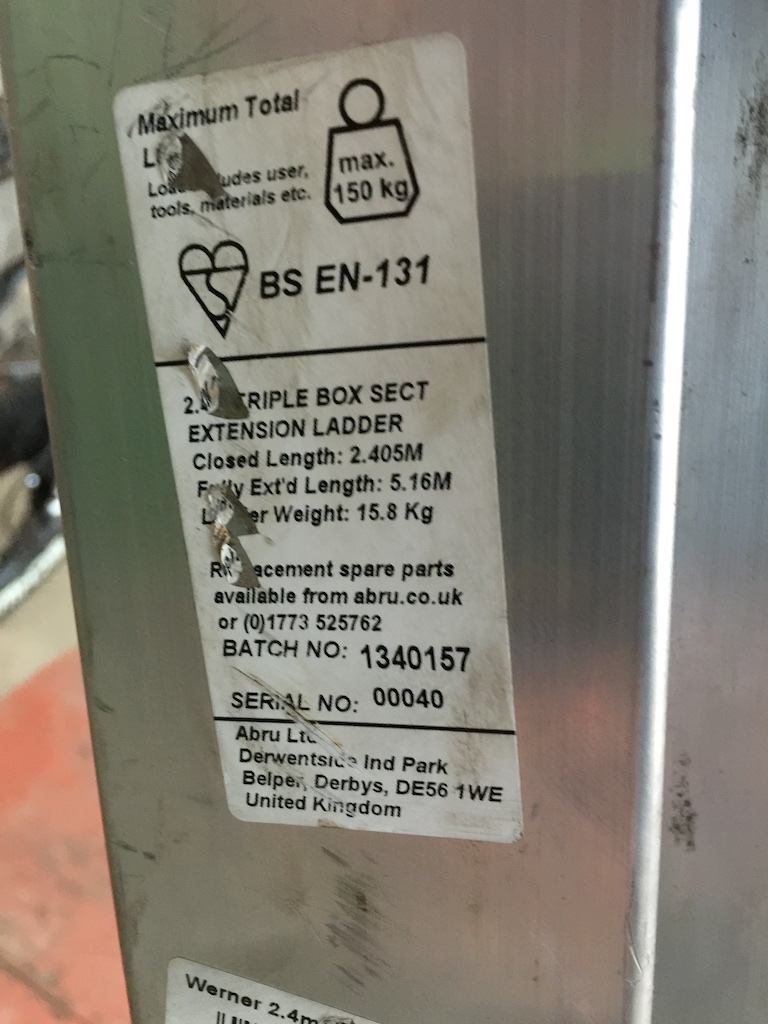 Maximum Total
max.
150 kg
udes user,
tools, materials etc.
BS EN-131
TRIPLE BOX SECT
EXTENSION LADDER
Closed Length: 2.405M
Ext'd Length: 5.16M
Weight: 15.8 Kg
spare parts
available from abru.co.uk
or (0)1773 525762
BATCH NO: 1340157
SERIAL NO: 00040
Abru
Derwentside Ind Park
Belper, Derbys, DE56 1WE
United Kingdom
Werner 2.4m